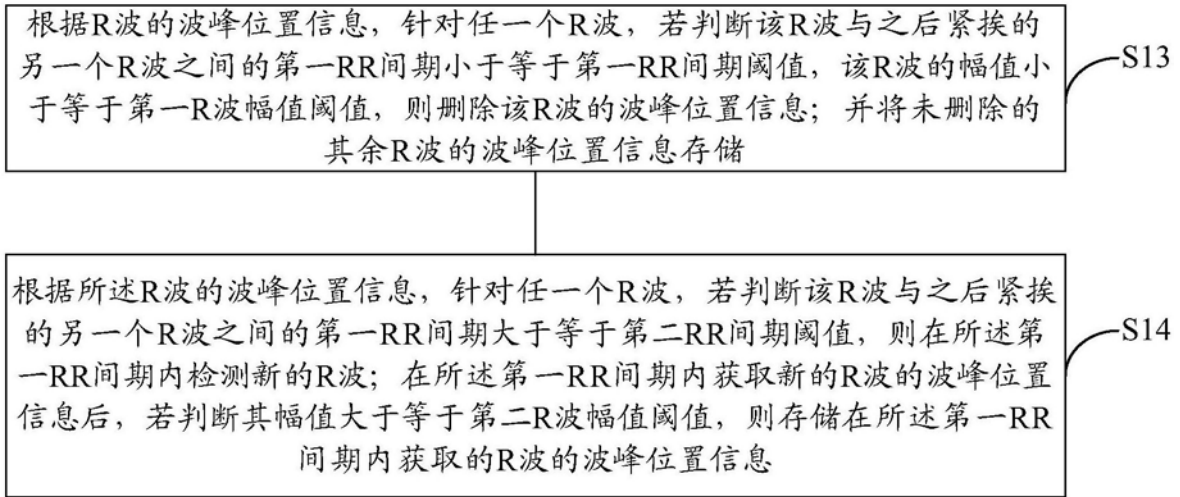 根据R波的波峰位置信息，针对任一个R波，若判断该R波与之后紧挨的
另一个R波之间的第一RR间期小于等于第一RR间期阈值，该R波的幅值小
于等于第一R波幅值阈值，则删除该R波的波峰位置信息；并将未删除的
其余R波的波峰位置信息存储
S13
根据所述R波的波峰位置信息，针对任一个R波，若判断该R波与之后紧挨
的另一个R波之间的第一RR间期大于等于第二RR间期阈值，则在所述第
一RR间期内检测新的R波；在所述第一RR间期内获取新的R波的波峰位置
信息后，若判断其幅值大于等于第二R波幅值阈值，则存储在所述第一RR
间期内获取的R波的波峰位置信息
S14